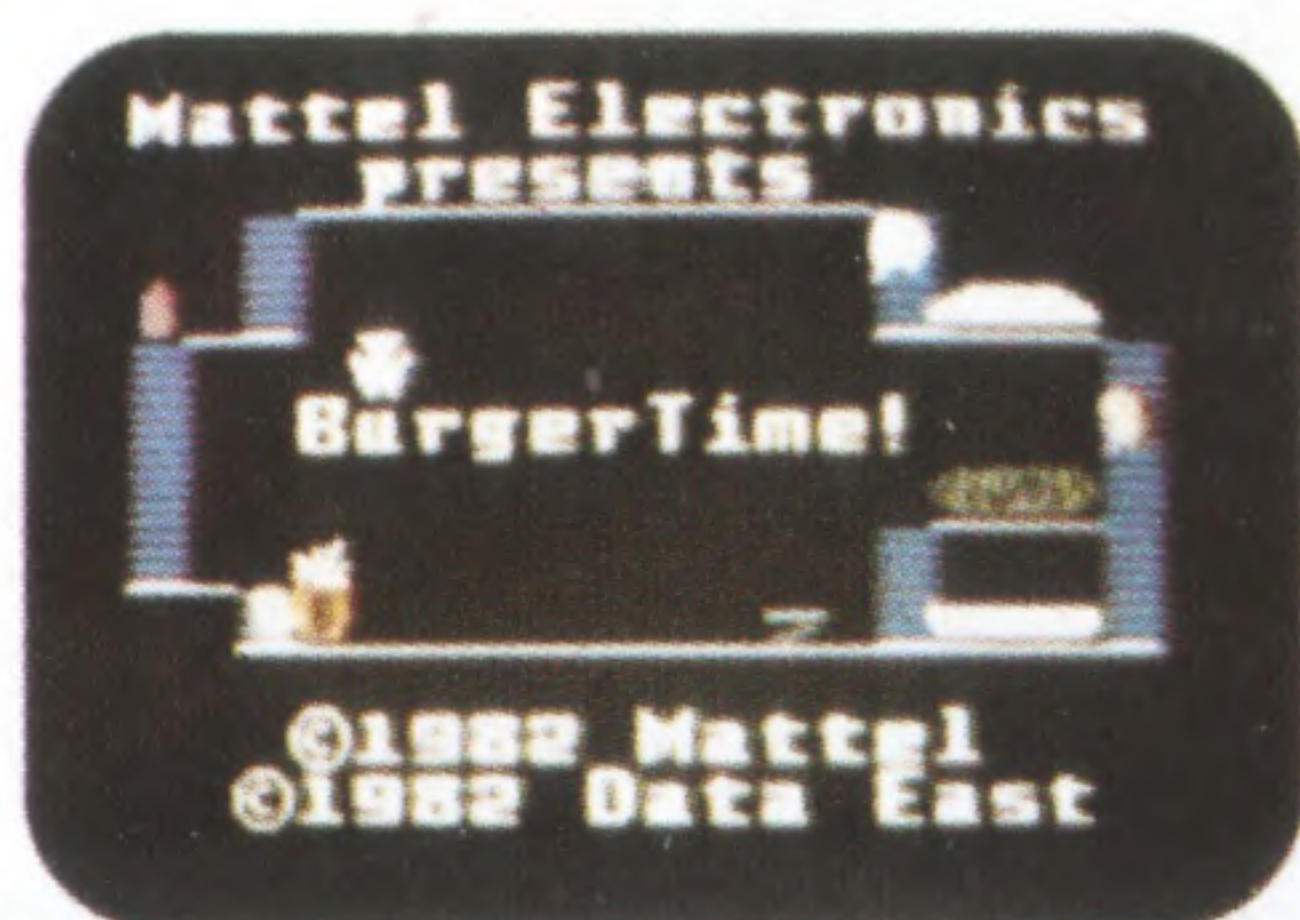 Mattel Electronics
presents
BurgerTime!
©1982 Mattel
©1982 Data East